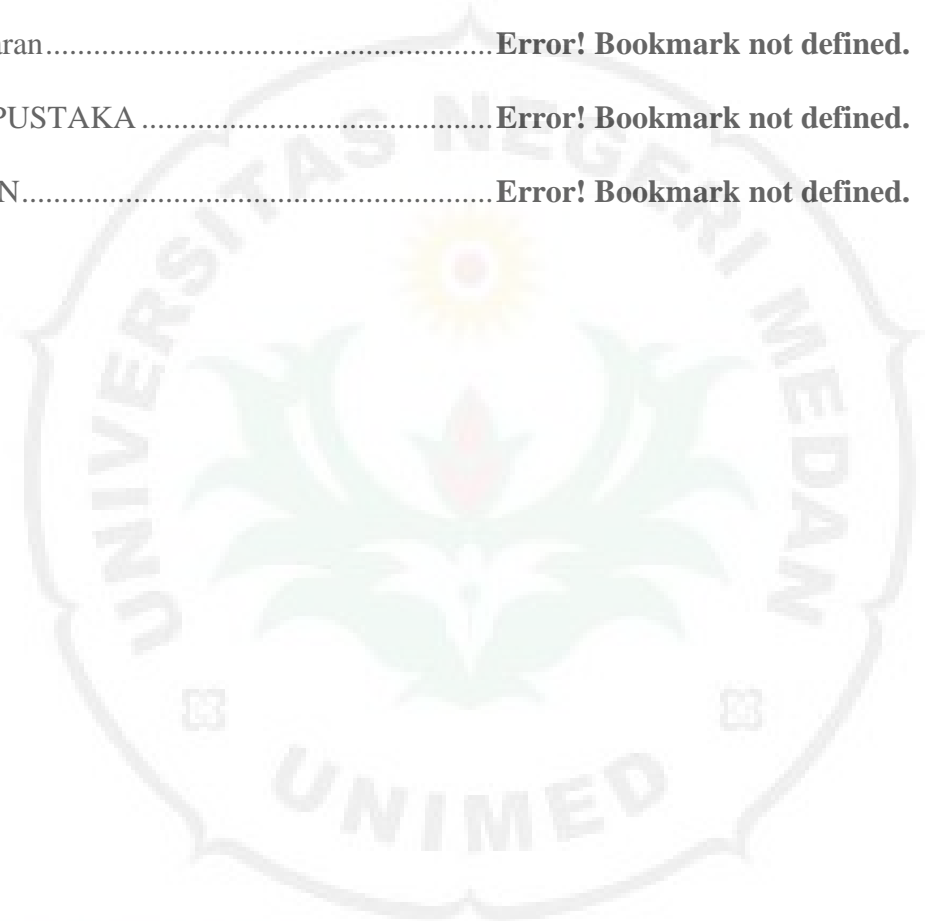 aran........................................................Error! Bookmark not defined.
PUSTAKA ............................................Error! Bookmark not defined.
N...........................................................Error! Bookmark not defined.
UNIVERSITAS NEGERI MEDAN
UNIMED